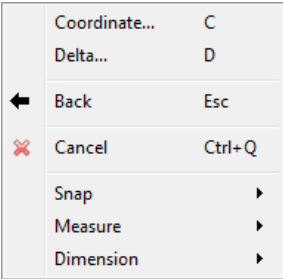 Coordinate... C
Delta... D
Back Esc
Cancel Ctrl+Q
Snap
Measure
Dimension